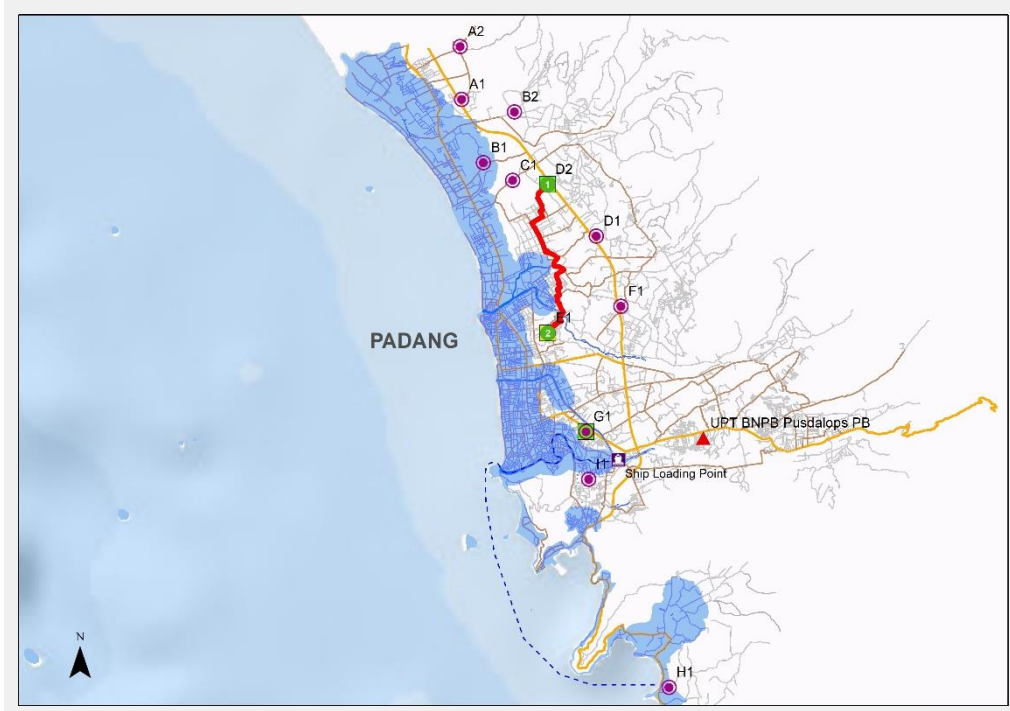 A2
A1
B2
B1
C1
D2
1
D1
F1
E1
2
PADANG
G1
UPT BNPB Pusdalops PB
I1
Ship Loading Point
N
H1